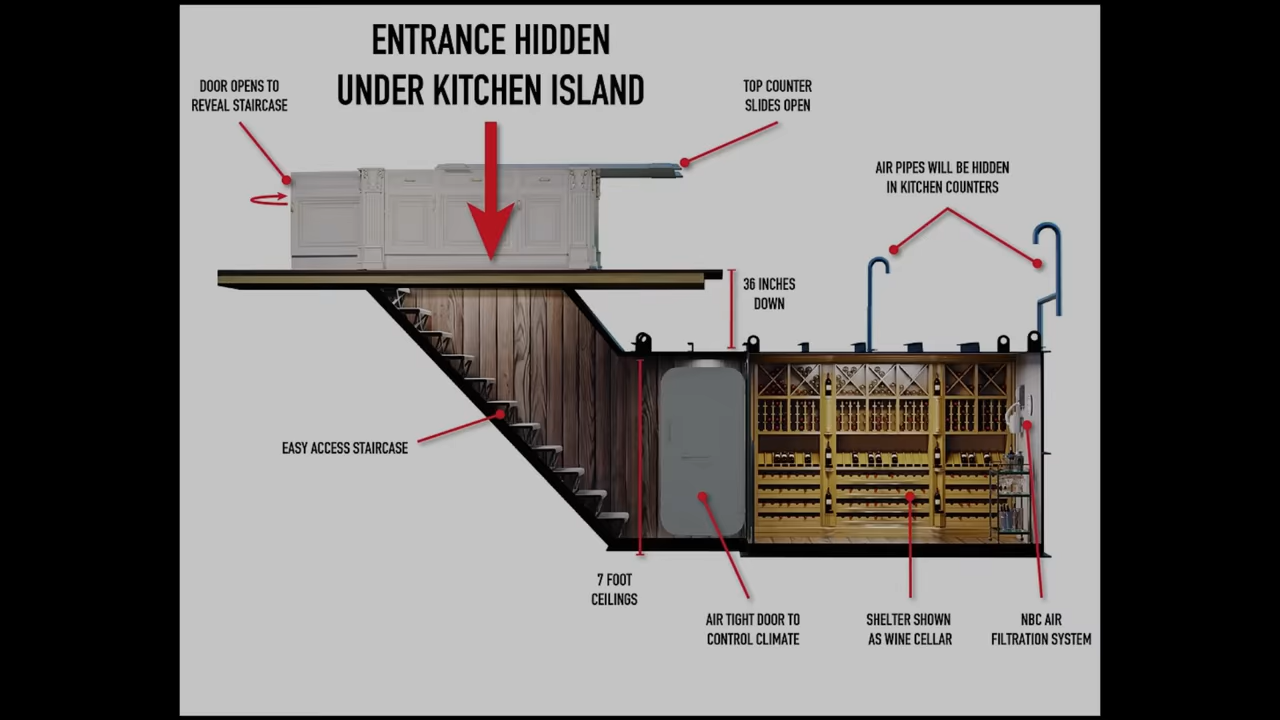 ENTRANCE HIDDEN
UNDER KITCHEN ISLAND
DOOR OPENS TO
REVEAL STAIRCASE
TOP COUNTER
SLIDES OPEN
AIR PIPES WILL BE HIDDEN
IN KITCHEN COUNTERS
36 INCHES
DOWN
EASY ACCESS STAIRCASE
7 FOOT
CEILINGS
AIR TIGHT DOOR TO
CONTROL CLIMATE
SHELTER SHOWN
AS WINE CELLAR
NBC AIR
FILTRATION SYSTEM